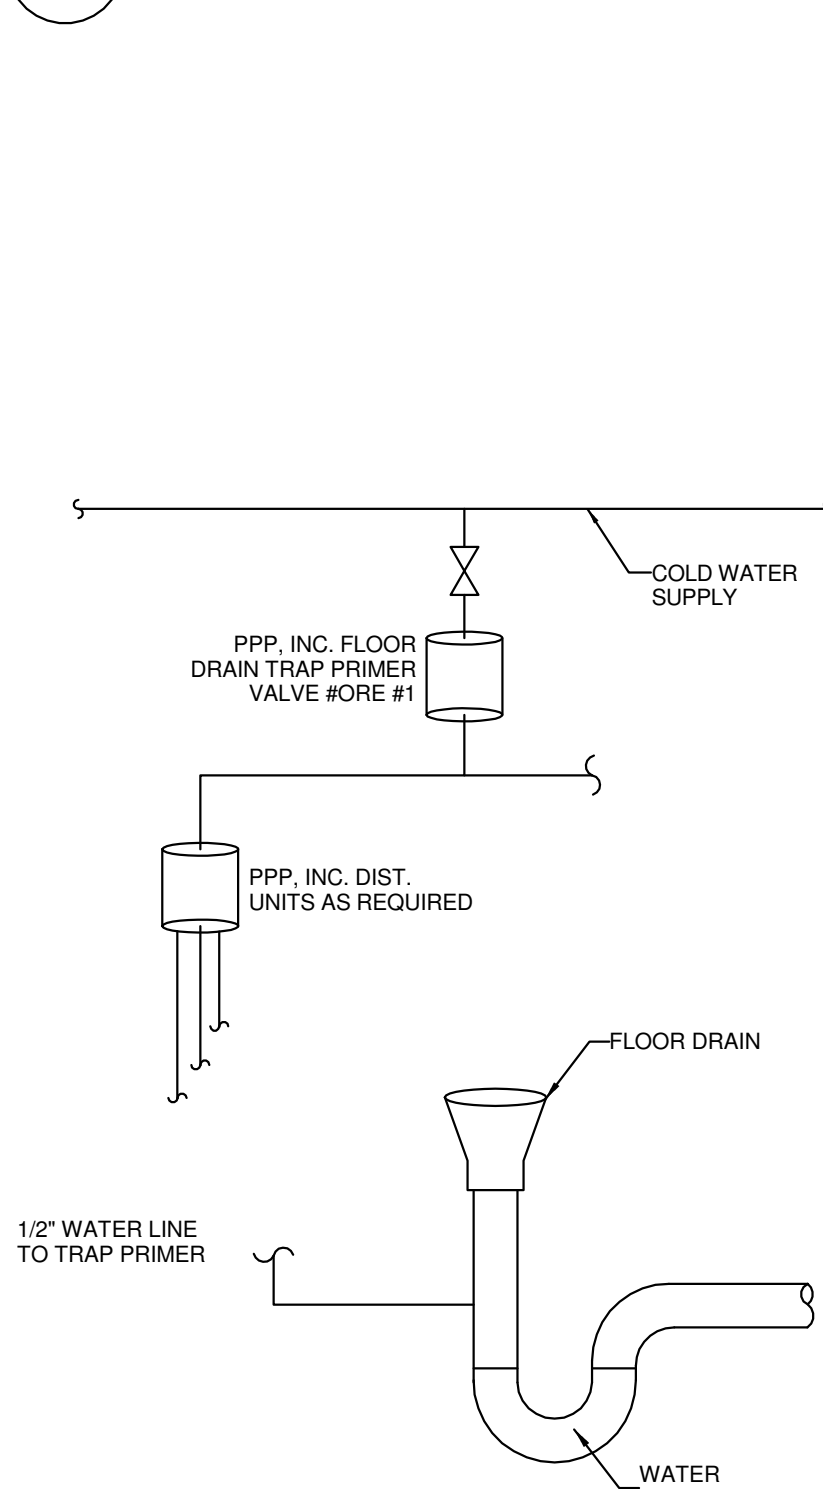 COLD WATER
SUPPLY
PPP, INC. FLOOR
DRAIN TRAP PRIMER
VALVE #ORE #1
PPP, INC. DIST.
UNITS AS REQUIRED
FLOOR DRAIN
1/2" WATER LINE
TO TRAP PRIMER
WATER